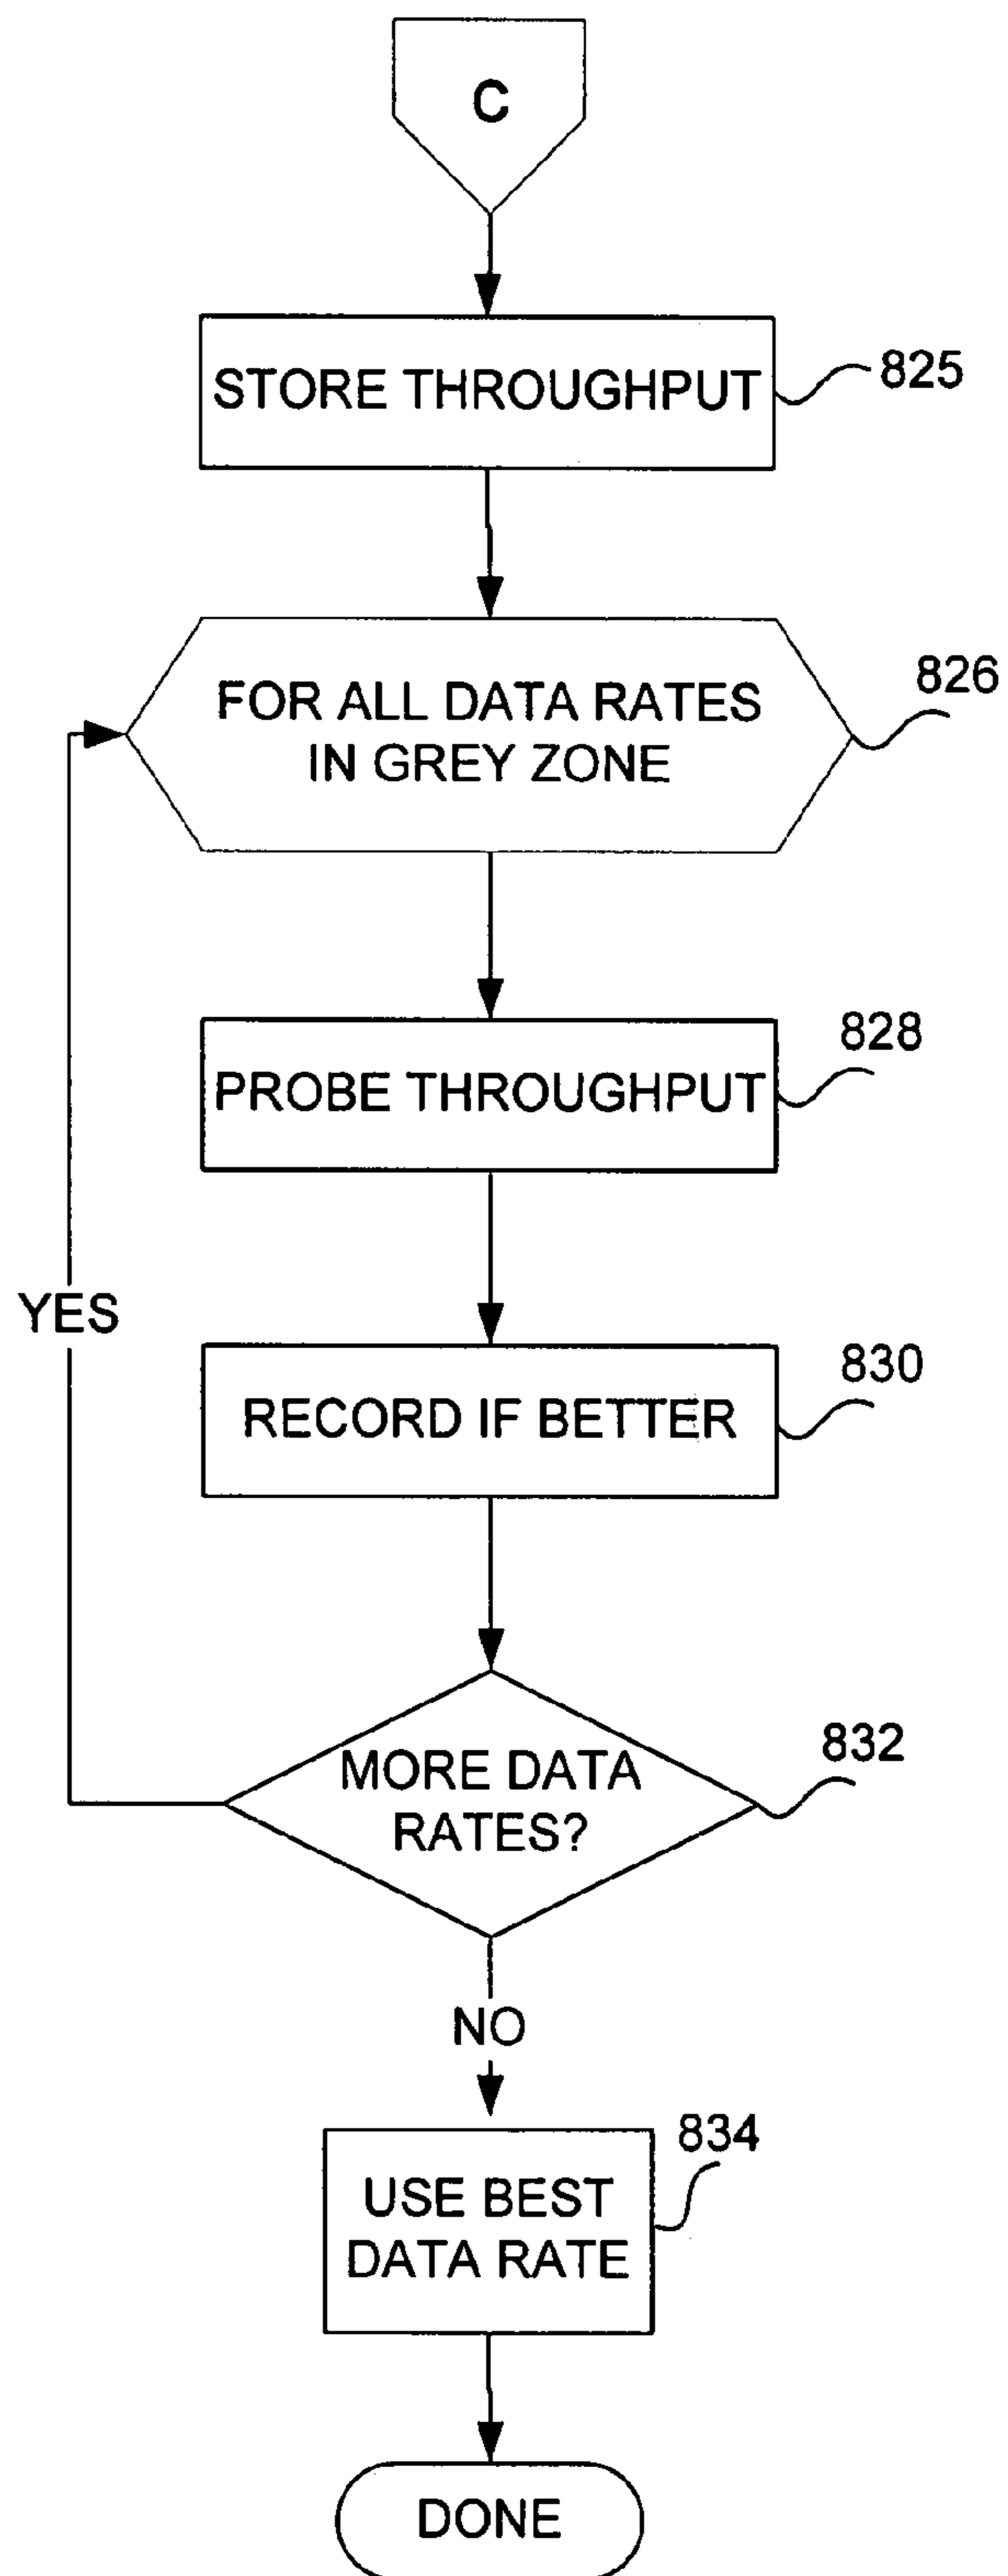 C
STORE THROUGHPUT
825
FOR ALL DATA RATES
IN GREY ZONE
826
PROBE THROUGHPUT
828
YES
RECORD IF BETTER
830
MORE DATA
RATES?
832
NO
USE BEST
DATA RATE
834
DONE